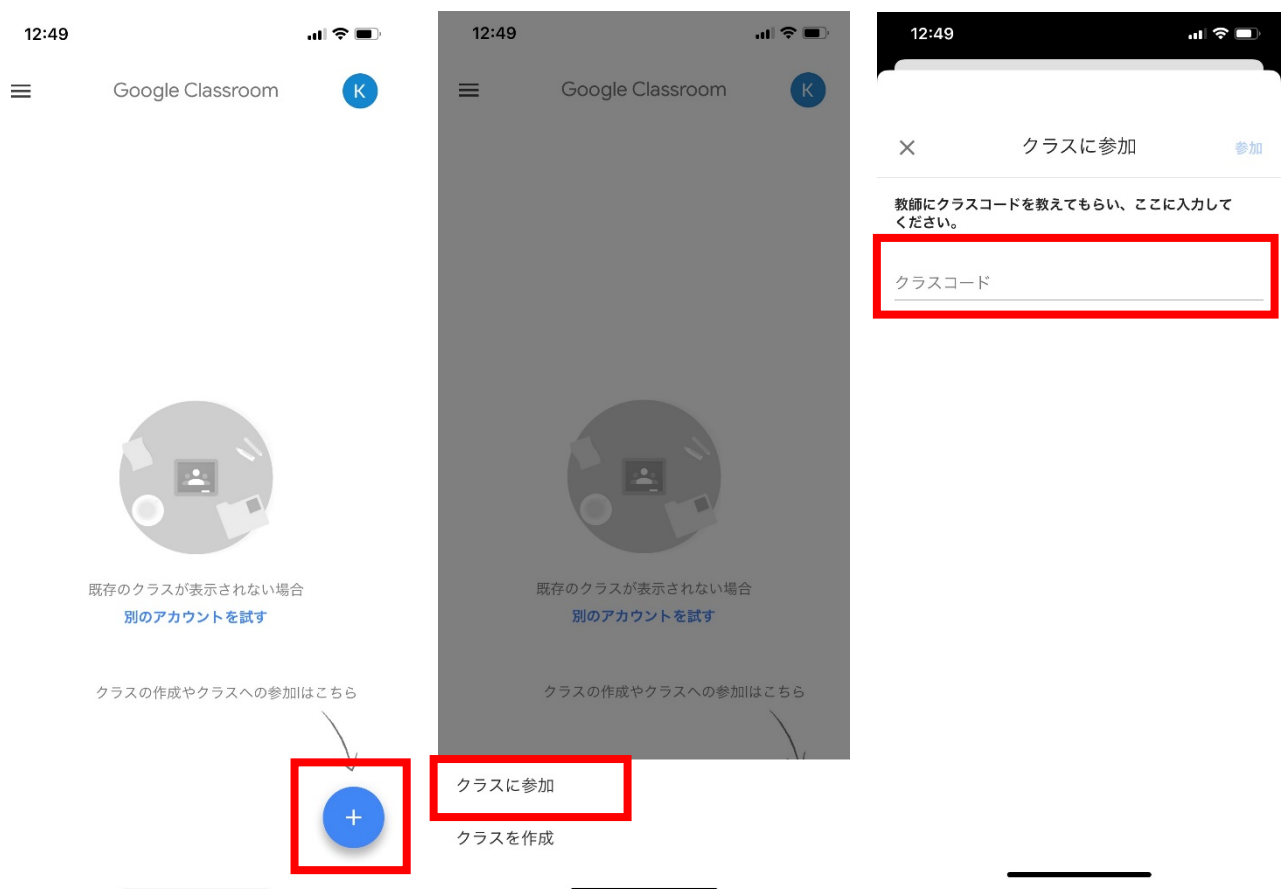 12:49
Google Classroom
K
既存のクラスが表示されない場合
別のアカウントを試す
クラスの作成やクラスへの参加はこちら
+
12:49
Google Classroom
K
既存のクラスが表示されない場合
別のアカウントを試す
クラスの作成やクラスへの参加はこちら
クラスに参加
クラスを作成
12:49
クラスに参加
参加
教師にクラスコードを教えてもらい、ここに入力して
ください。
クラスコード